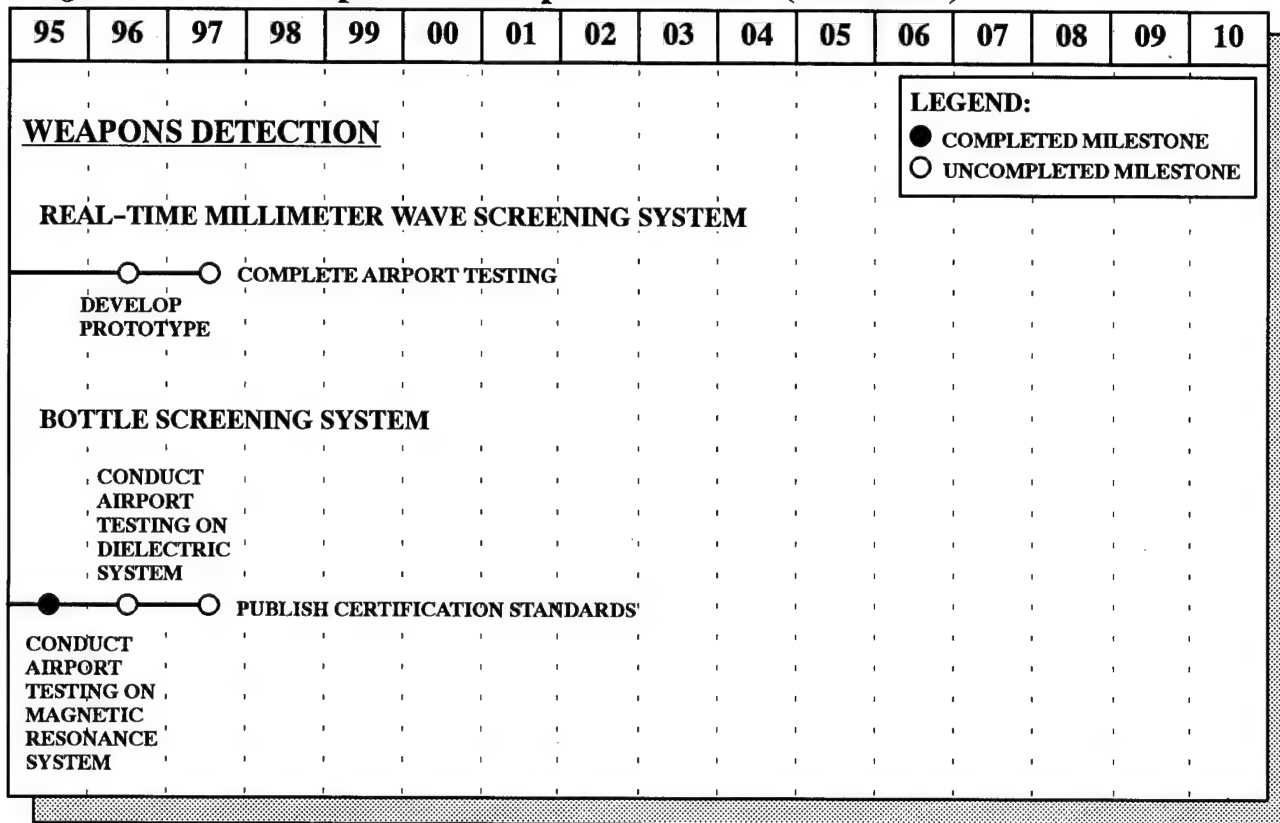 95 96 97 98 99 00 01 02 03 04 05 06 07 08 09 10
LEGEND:
COMPLETED MILESTONE
UNCOMPLETED MILESTONE
WEAPONS DETECTION
REAL-TIME MILLIMETER WAVE SCREENING SYSTEM
COMPLETE AIRPORT TESTING
DEVELOP
PROTOTYPE
BOTTLE SCREENING SYSTEM
CONDUCT
AIRPORT
TESTING ON
DIELECTRIC
SYSTEM
PUBLISH CERTIFICATION STANDARDS
CONDUCT
AIRPORT
TESTING ON
MAGNETIC
RESONANCE
SYSTEM